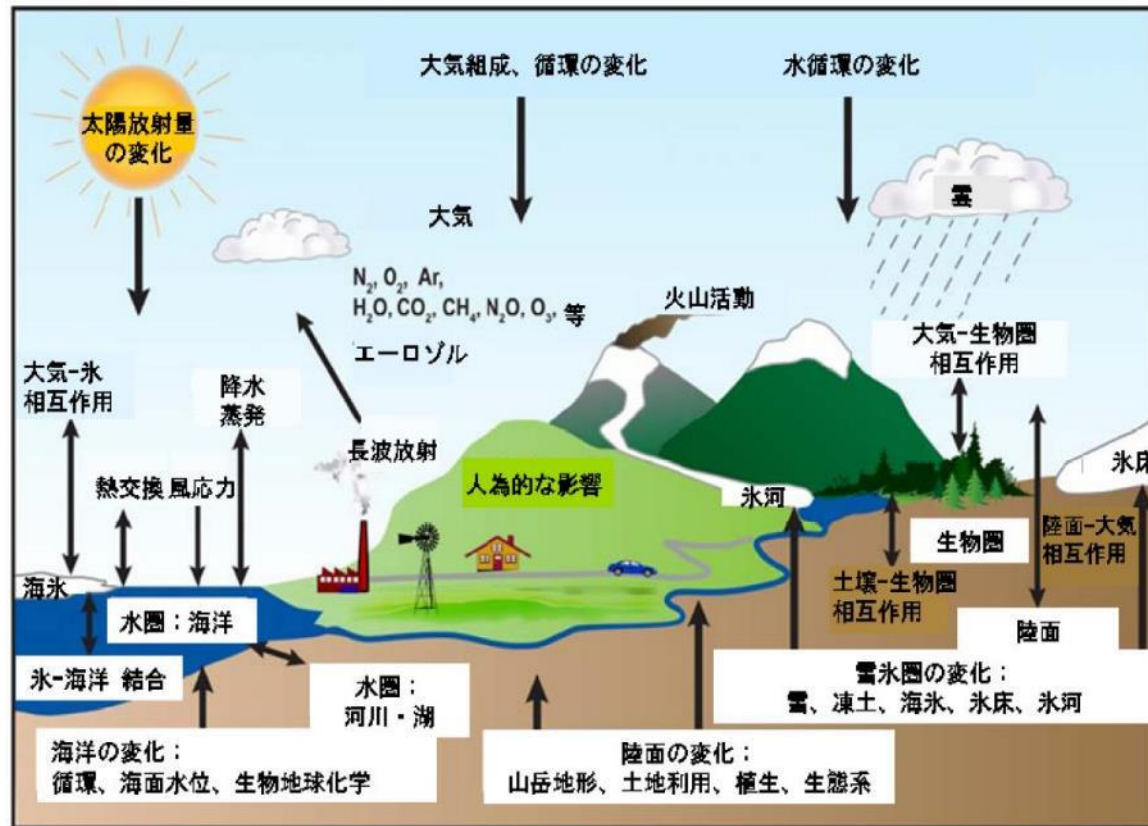 大気組成、循環の変化
水循環の変化
太陽放射量
の変化
雲
大気
N₂, O₂, Ar,
H₂O, CO₂, CH₄, N₂O, O₃, 等
エーロゾル
火山活動
大気-生物圏
相互作用
大気-氷
相互作用
降水
蒸発
長波放射
熱交換
風応力
人為的な影響
氷河
氷床
生物圏
陸面-大気
相互作用
土壌-生物圏
相互作用
海氷
水圏：海洋
陸面
氷-海洋 結合
水圏：
河川・湖
雪氷圏の変化：
雪、凍土、海氷、氷床、氷河
海洋の変化：
循環、海面水位、生物地球化学
陸面の変化：
山岳地形、土地利用、植生、生態系